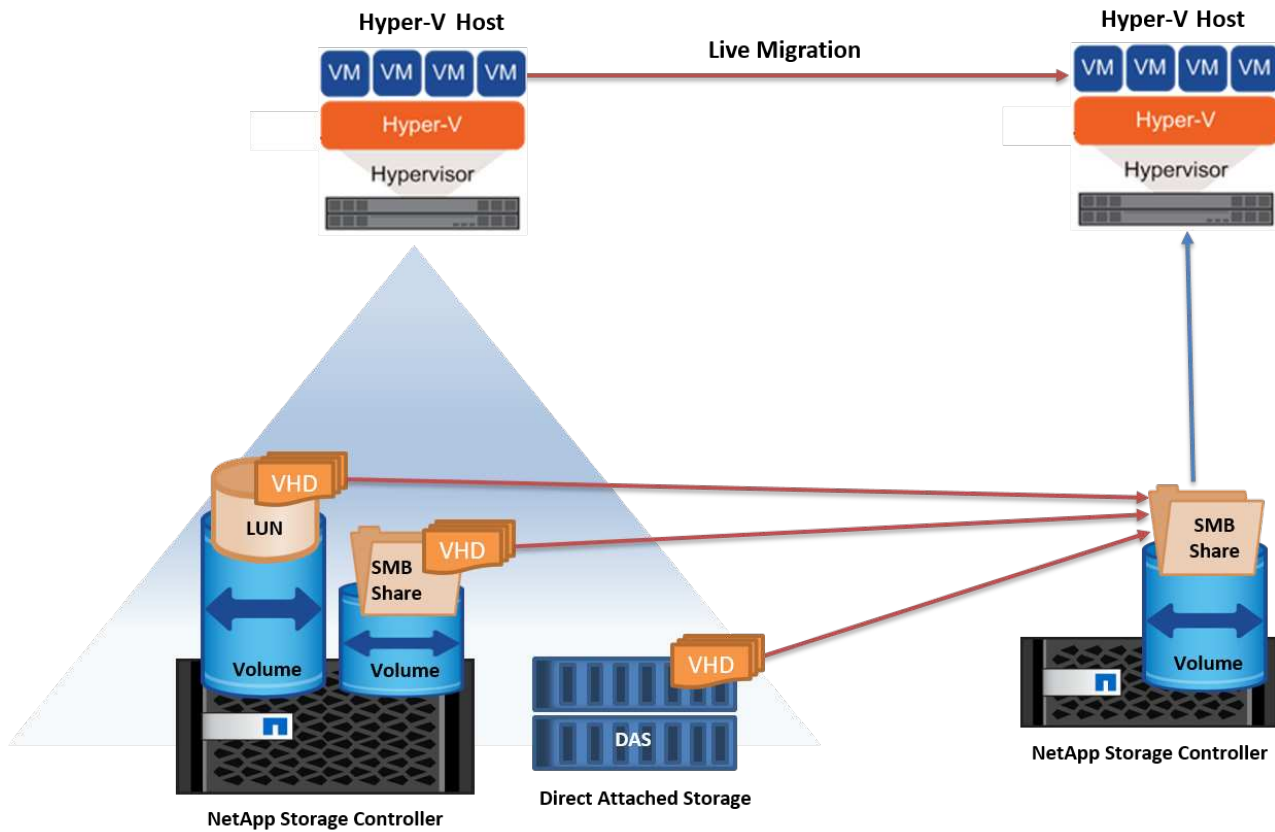 Hyper-V Host
Hyper-V Host
Live Migration
VM VM VM VM
VM VM VM VM
Hyper-V
Hyper-V
Hypervisor
Hypervisor
VHD
LUN
VHD
SMB
Share
SMB
Share
VHD
Volume
Volume
Volume
DAS
NetApp Storage Controller
Direct Attached Storage
NetApp Storage Controller